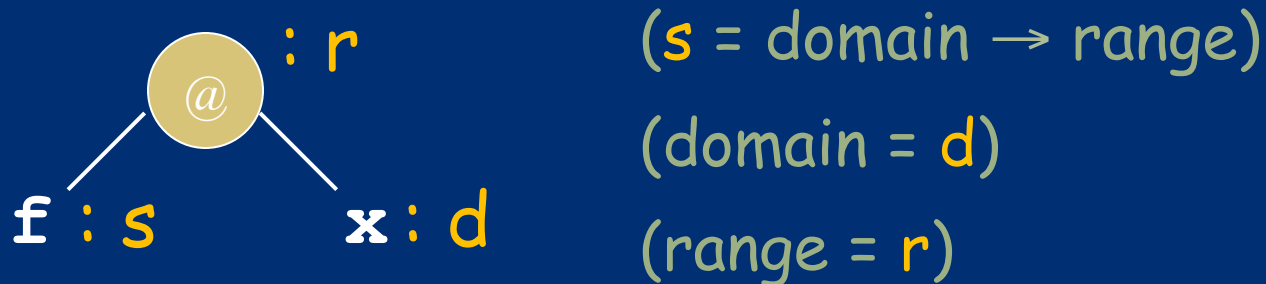 @ : r
f : s x : d
(s = domain → range)
(domain = d)
(range = r)